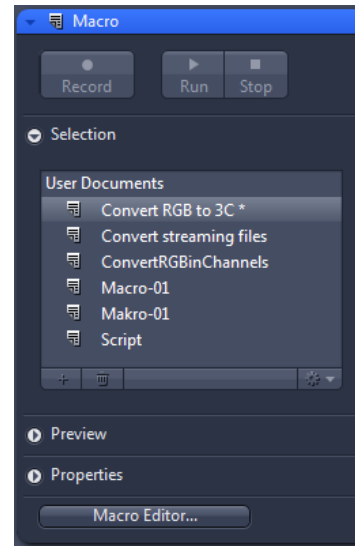 Macro
Record Run Stop
Selection
User Documents
Convert RGB to 3C *
Convert streaming files
ConvertRGBinChannels
Macro-01
Makro-01
Script
Preview
Properties
Macro Editor...